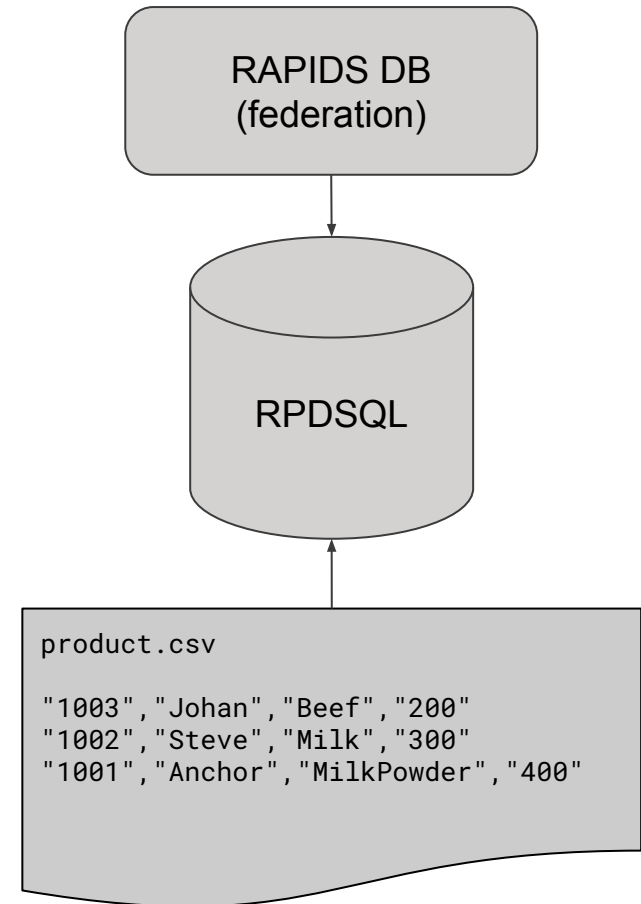 RAPIDS DB
(federation)
RPDSQL
product.csv
"1003","Johan","Beef","200"
"1002","Steve","Milk","300"
"1001","Anchor","MilkPowder","400"